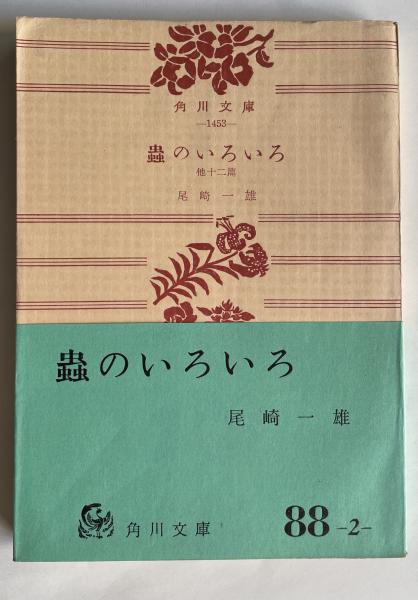 角川文庫
—1453—
蟲のいろいろ
他十二篇
尾崎一雄
蟲のいろいろ
尾崎一雄
角川文庫
88-2-